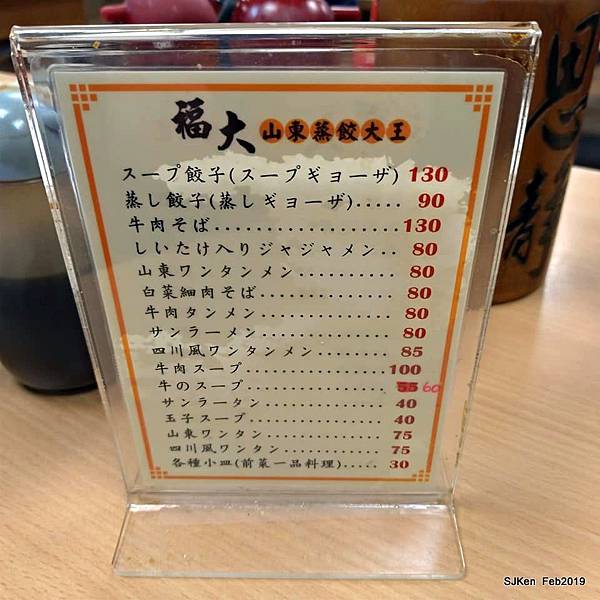 福大 山東蒸餃大王
スープ餃子(スープギョーザ) 130
蒸し餃子(蒸しギョーザ)..... 90
牛肉そば..................130
しいたけ入りジャジャメン.. 80
山東ワンタンメン.......... 80
白菜細肉そば.............. 80
牛肉タンメン.............. 80
サンラーメン.............. 80
四川風ワンタンメン........ 85
牛肉スープ................100
牛のスープ................ 55 60
サンラータン.............. 40
玉子スープ................ 40
山東ワンタン.............. 75
四川風ワンタン............ 75
各種小皿(前菜一品料理)..... 30
SJKen Feb2019